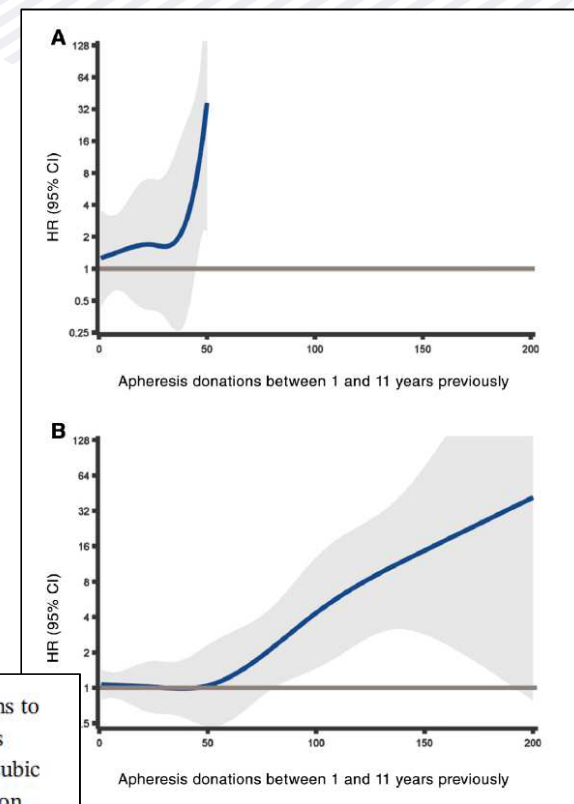 A
128
64
32
16
8
4
2
1
0.5
0.25
HR (95% CI)
0 50 100 150 200
Apheresis donations between 1 and 11 years previously
B
128
64
32
16
8
4
2
1
.5
HR (95% CI)
0 50 100 150 200
Apheresis donations between 1 and 11 years previously
ns to
s
ubic
on